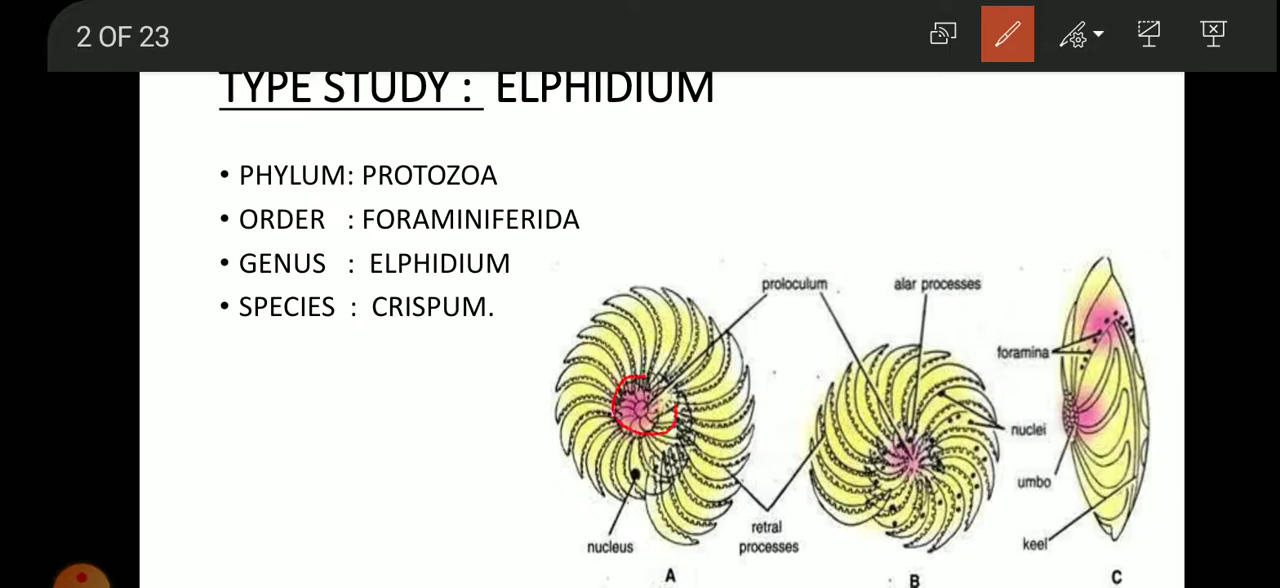 2 OF 23
TYPE STUDY : ELPHIDIUM
• PHYLUM: PROTOZOA
• ORDER : FORAMINIFERIDA
• GENUS : ELPHIDIUM
• SPECIES : CRISPUM.
proloculum
alar processes
foramina
nuclei
umbo
retral
processes
nucleus
keel
A
B
C